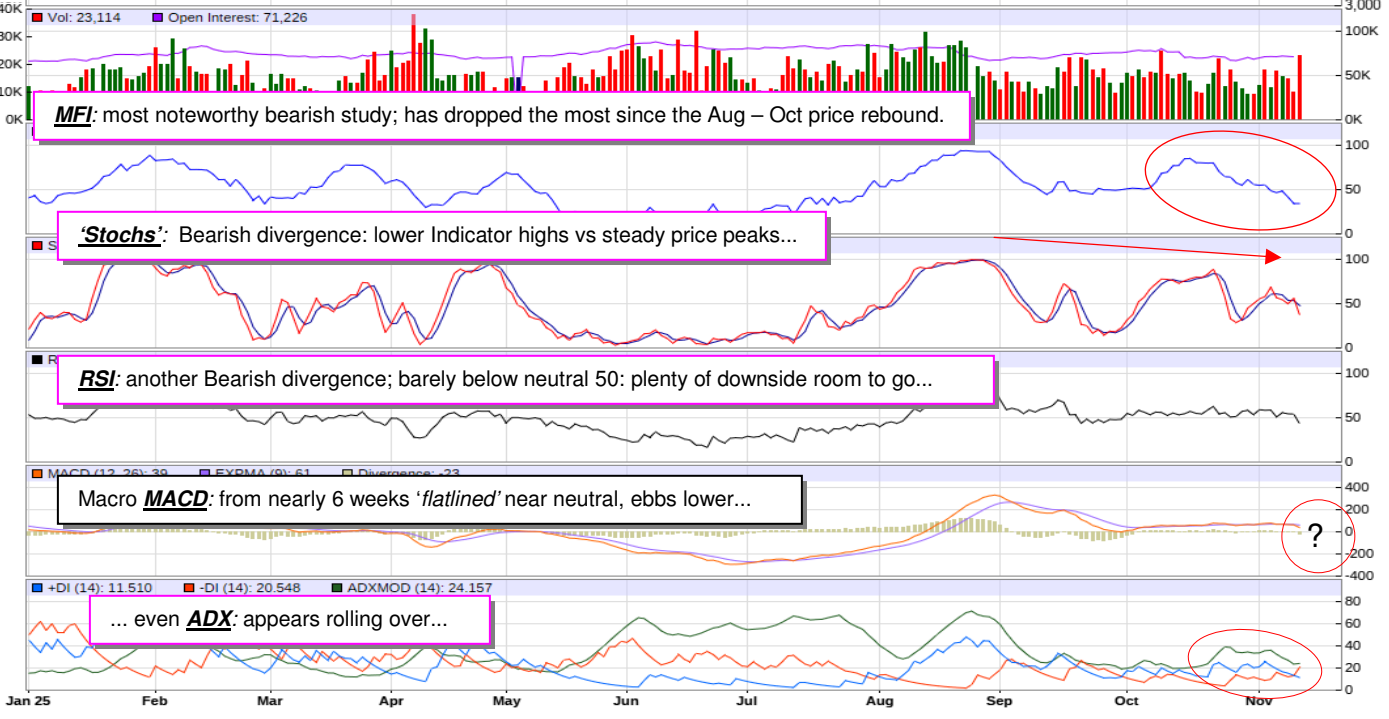 40K
3,000
Vol: 23,114 Open Interest: 71,226
30K
100K
20K
50K
10K
0K
0K
MFI: most noteworthy bearish study; has dropped the most since the Aug – Oct price rebound.
100
50
0
'Stochs': Bearish divergence: lower Indicator highs vs steady price peaks...
100
50
0
RSI: another Bearish divergence; barely below neutral 50: plenty of downside room to go...
100
50
0
MACD (12, 26): 39 EXPMA (9): 61 Divergence: -23
Macro MACD: from nearly 6 weeks 'flatlined' near neutral, ebbs lower...
400
200
0
?
-200
-400
+DI (14): 11.510 -DI (14): 20.548 ADXMOD (14): 24.157
... even ADX: appears rolling over...
80
60
40
20
0
Jan 25 Feb Mar Apr May Jun Jul Aug Sep Oct Nov